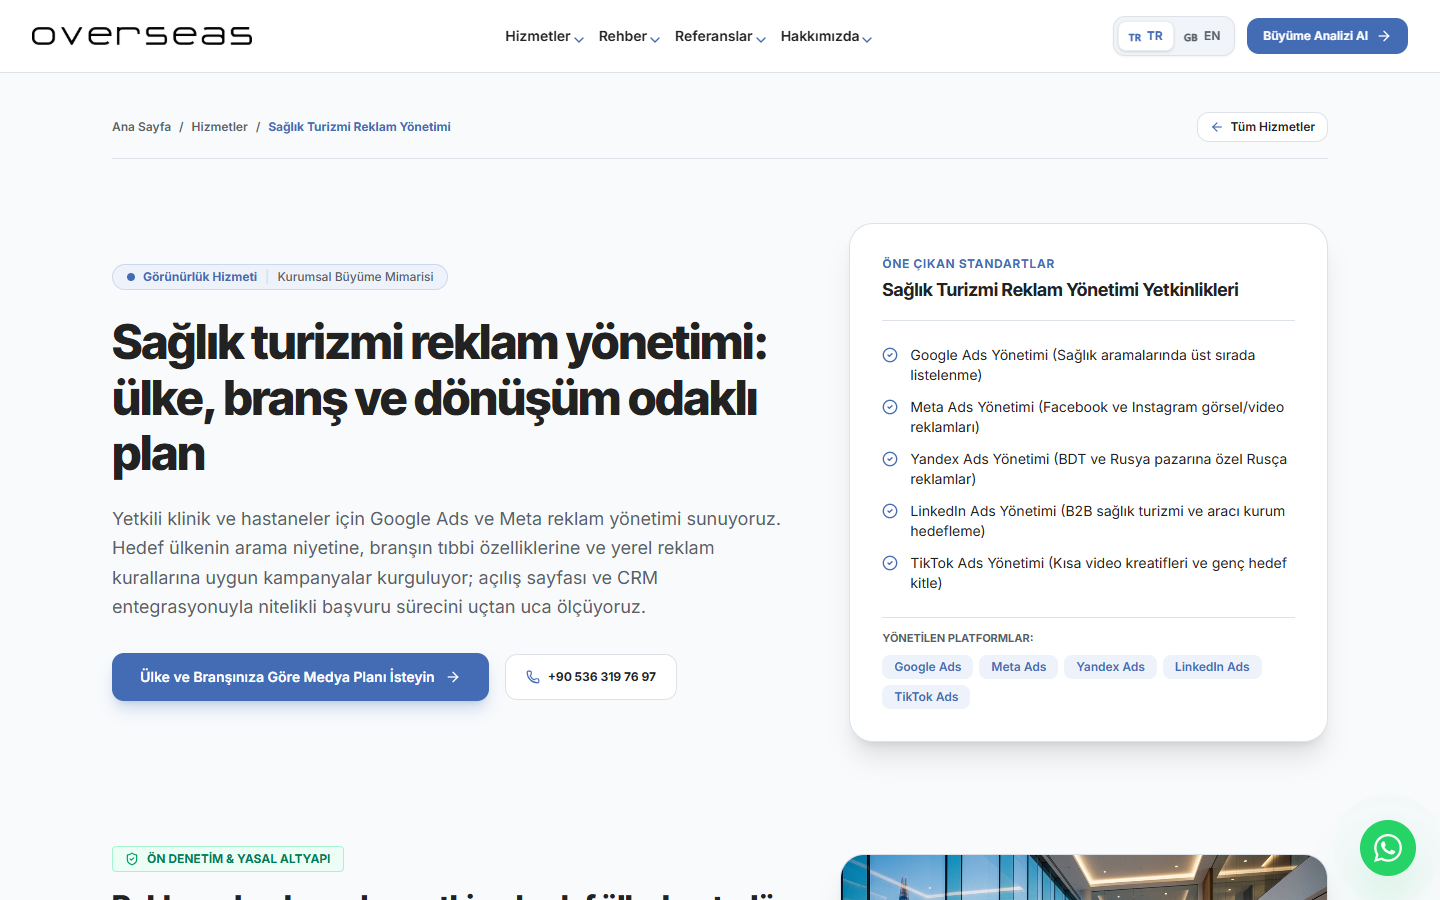 overseas
Hizmetler
Rehber
Referanslar
Hakkımızda
TR TR
GB EN
Büyüme Analizi AI
Ana Sayfa / Hizmetler / Sağlık Turizmi Reklam Yönetimi
Tüm Hizmetler
Görünürlük Hizmeti | Kurumsal Büyüme Mimarisi
Sağlık turizmi reklam yönetimi:
ülke, branş ve dönüşüm odaklı
plan
Yetkili klinik ve hastaneler için Google Ads ve Meta reklam yönetimi sunuyoruz.
Hedef ülkenin arama niyetine, branşın tıbbi özelliklerine ve yerel reklam
kurallarına uygun kampanyalar kurguluyor; açılış sayfası ve CRM
entegrasyonuyla nitelikli başvuru sürecini uçtan uca ölçüyoruz.
Ülke ve Branşınıza Göre Medya Planı İsteyin
+90 536 319 76 97
ÖNE ÇIKAN STANDARTLAR
Sağlık Turizmi Reklam Yönetimi Yetkinlikleri
Google Ads Yönetimi (Sağlık aramalarında üst sırada
listelenme)
Meta Ads Yönetimi (Facebook ve Instagram görsel/video
reklamları)
Yandex Ads Yönetimi (BDT ve Rusya pazarına özel Rusça
reklamlar)
LinkedIn Ads Yönetimi (B2B sağlık turizmi ve aracı kurum
hedefleme)
TikTok Ads Yönetimi (Kısa video kreatifleri ve genç hedef
kitle)
YÖNETİLEN PLATFORMLAR:
Google Ads
Meta Ads
Yandex Ads
LinkedIn Ads
TikTok Ads
ÖN DENETİM & YASAL ALTYAPI